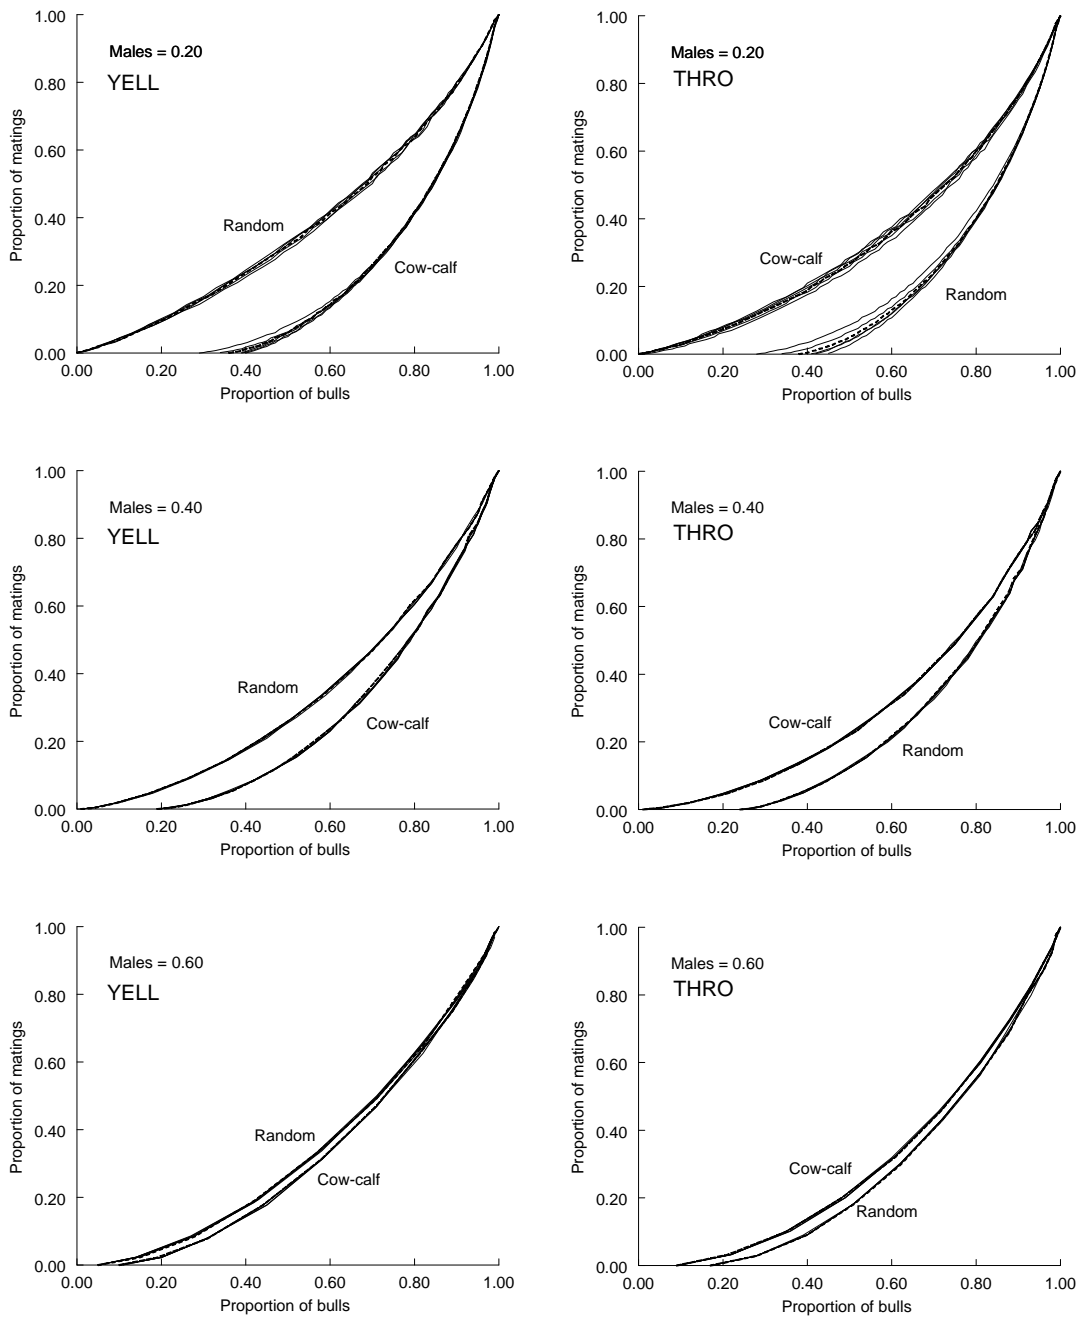 Males = 0.20
YELL
Random
Cow-calf
Proportion of matings
1.00
0.80
0.60
0.40
0.20
0.00
0.00 0.20 0.40 0.60 0.80 1.00
Proportion of bulls
Males = 0.20
THRO
Cow-calf
Random
Proportion of matings
1.00
0.80
0.60
0.40
0.20
0.00
0.00 0.20 0.40 0.60 0.80 1.00
Proportion of bulls
Males = 0.40
YELL
Random
Cow-calf
Proportion of matings
1.00
0.80
0.60
0.40
0.20
0.00
0.00 0.20 0.40 0.60 0.80 1.00
Proportion of bulls
Males = 0.40
THRO
Cow-calf
Random
Proportion of matings
1.00
0.80
0.60
0.40
0.20
0.00
0.00 0.20 0.40 0.60 0.80 1.00
Proportion of bulls
Males = 0.60
YELL
Random
Cow-calf
Proportion of matings
1.00
0.80
0.60
0.40
0.20
0.00
0.00 0.20 0.40 0.60 0.80 1.00
Proportion of bulls
Males = 0.60
THRO
Cow-calf
Random
Proportion of matings
1.00
0.80
0.60
0.40
0.20
0.00
0.00 0.20 0.40 0.60 0.80 1.00
Proportion of bulls